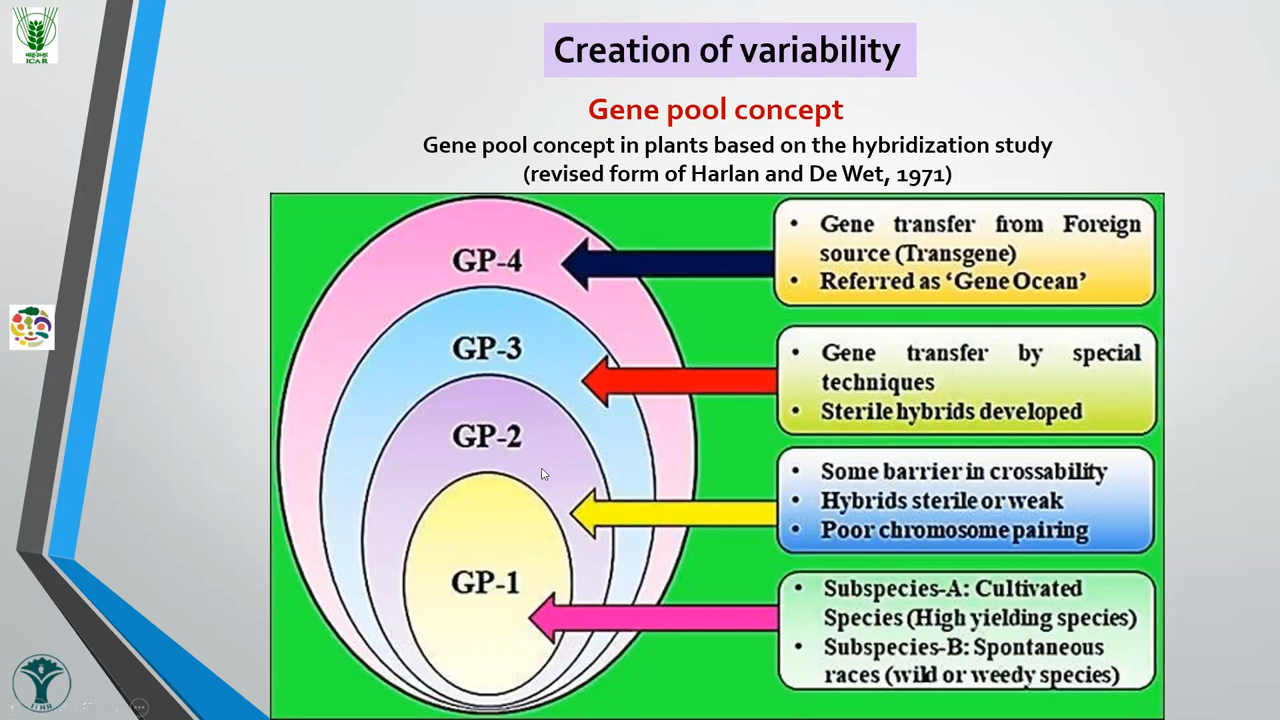 ICAR
Creation of variability
Gene pool concept
Gene pool concept in plants based on the hybridization study
(revised form of Harlan and De Wet, 1971)
GP-4
• Gene transfer from Foreign
source (Transgene)
• Referred as ‘Gene Ocean’
GP-3
• Gene transfer by special
techniques
• Sterile hybrids developed
GP-2
• Some barrier in crossability
• Hybrids sterile or weak
• Poor chromosome pairing
GP-1
• Subspecies-A: Cultivated
Species (High yielding species)
• Subspecies-B: Spontaneous
races (wild or weedy species)